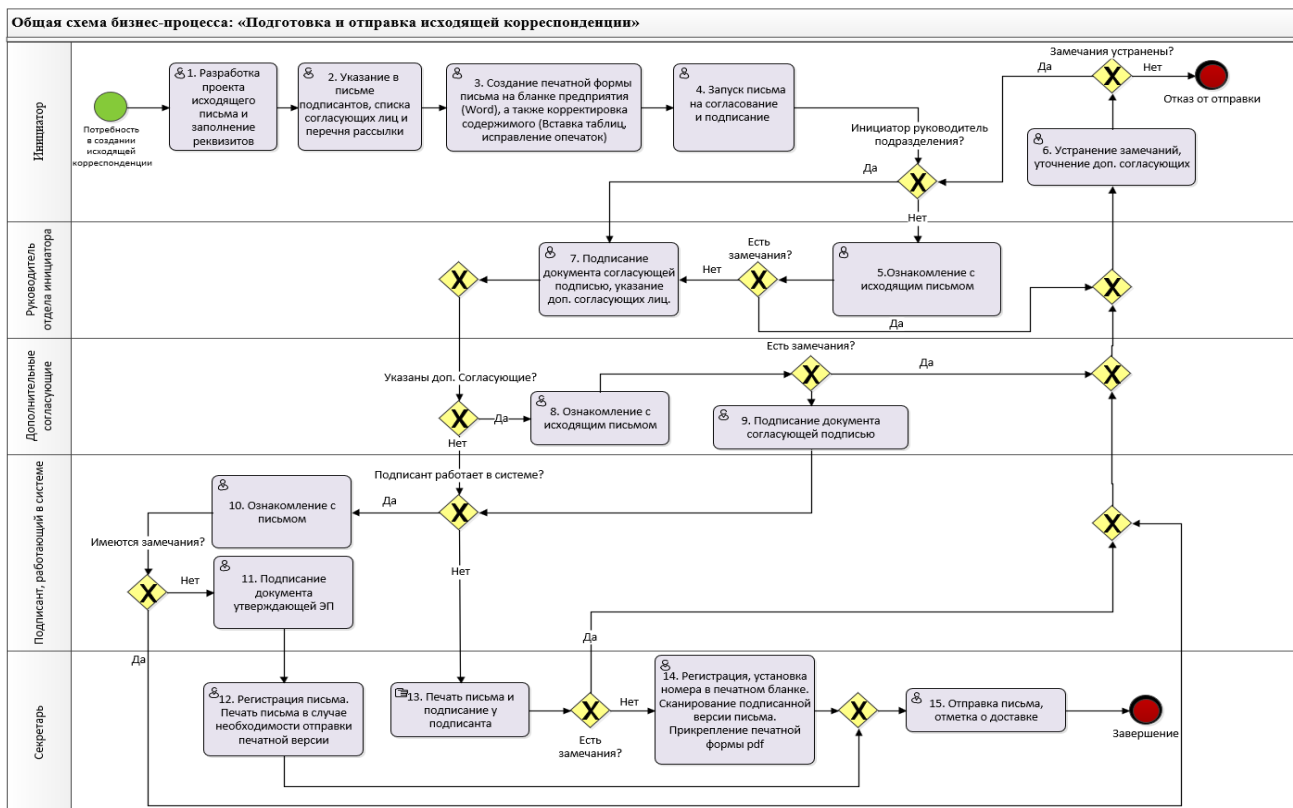 Общая схема бизнес-процесса: «Подготовка и отправка исходящей корреспонденции»
Инициатор
Потребность
в создании
исходящей
корреспонденции
1. Разработка
проекта
исходящего
письма и
заполнение
реквизитов
2. Указание в
письме
подписантов, списка
согласующих лиц и
перечня рассылки
3. Создание печатной формы
письма на бланке предприятия
(Word), а также корректировка
содержимого (Вставка таблиц,
исправление опечаток)
4. Запуск письма
на согласование
и подписание
Замечания устранены?
Да
Нет
Отказ от отправки
Инициатор руководитель
подразделения?
Да
Нет
6. Устранение замечаний,
уточнение доп. согласующих
Руководитель
отдела инициатора
7. Подписание
документа согласующей
подписью, указание
доп. согласующих лиц.
Есть
замечания?
Нет
Да
5.Ознакомление с
исходящим письмом
Дополнительные
согласующие
Указаны доп. Согласующие?
Да
Нет
8. Ознакомление с
исходящим письмом
Есть замечания?
Да
9. Подписание документа
согласующей подписью
Подписант, работающий в системе
Подписант работает в системе?
Да
Нет
10. Ознакомление с
письмом
Имеются замечания?
Нет
Да
11. Подписание
документа
утверждающей ЭП
Секретарь
12. Регистрация письма.
Печать письма в случае
необходимости отправки
печатной версии
13. Печать письма и
подписание у
подписанта
Да
Нет
Есть
замечания?
14. Регистрация, установка
номера в печатном бланке.
Сканирование подписанной
версии письма.
Прикрепление печатной
формы pdf
15. Отправка письма,
отметка о доставке
Завершение